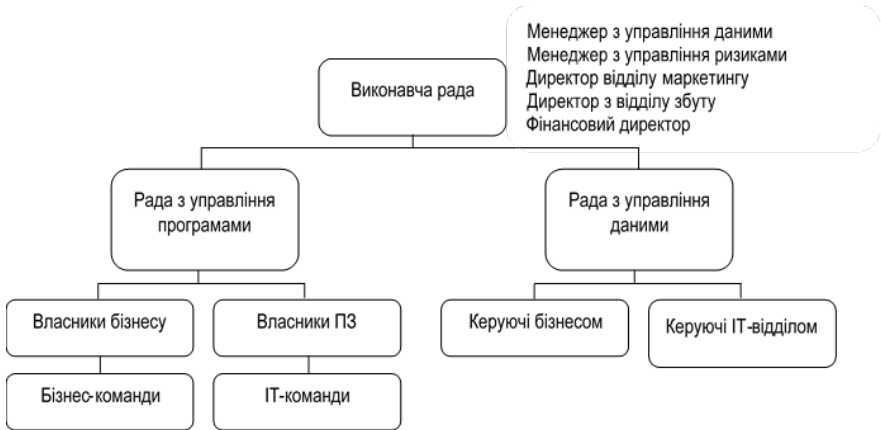 Менеджер з управління даними
Менеджер з управління ризиками
Директор відділу маркетингу
Директор з відділу збуту
Фінансовий директор
Виконавча рада
Рада з управління
програмами
Рада з управління
даними
Власники бізнесу
Власники ПЗ
Керуючі бізнесом
Керуючі ІТ-відділом
Бізнес-команди
ІТ-команди